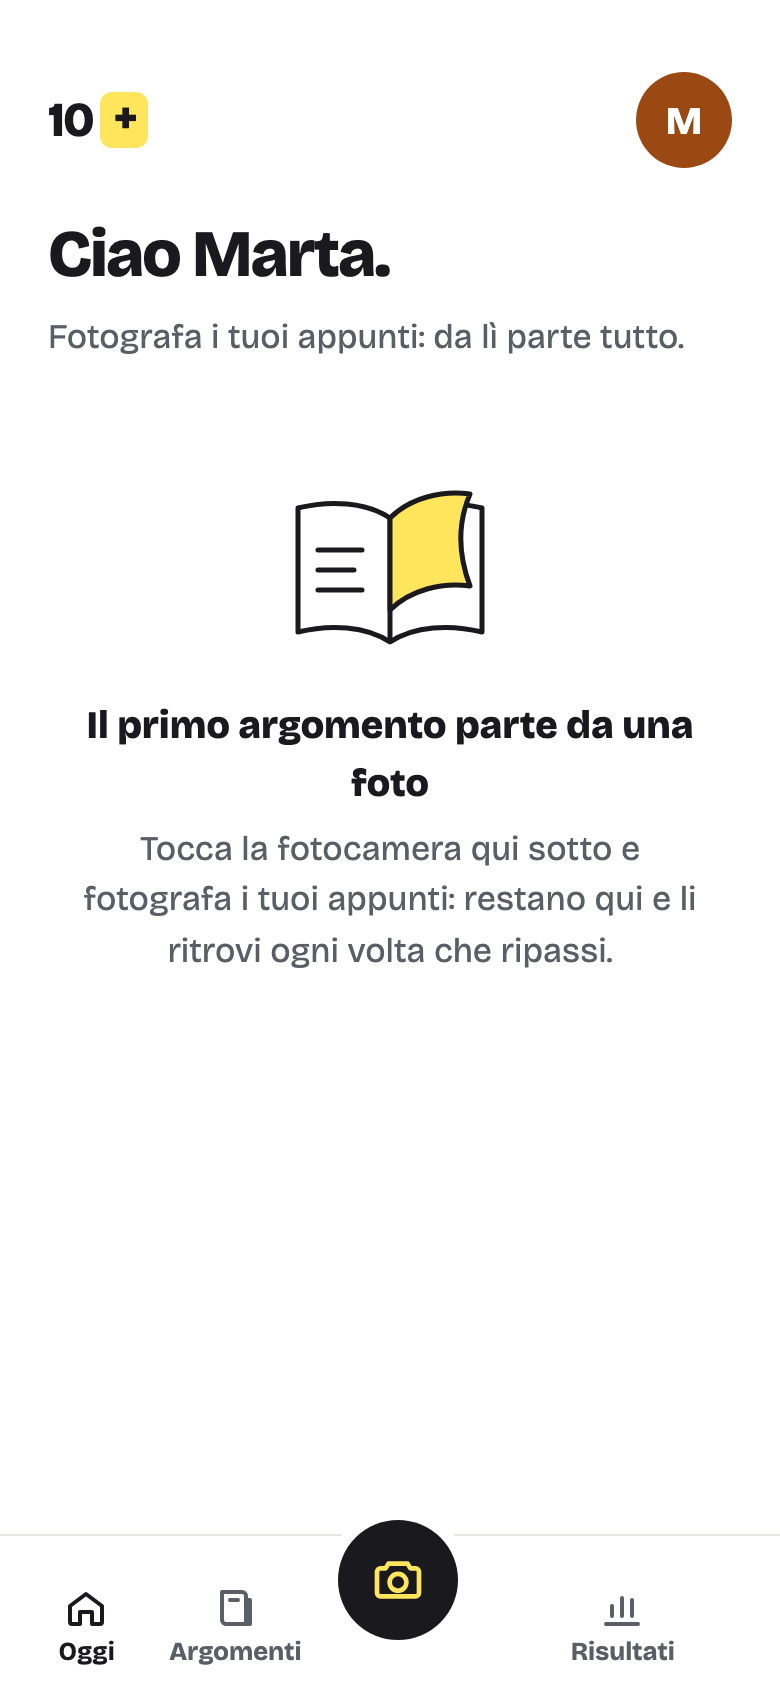 10 +
M
Ciao Marta.
Fotografa i tuoi appunti: da lì parte tutto.
Il primo argomento parte da una
foto
Tocca la fotocamera qui sotto e
fotografa i tuoi appunti: restano qui e li
ritrovi ogni volta che ripassi.
Oggi
Argomenti
Risultati